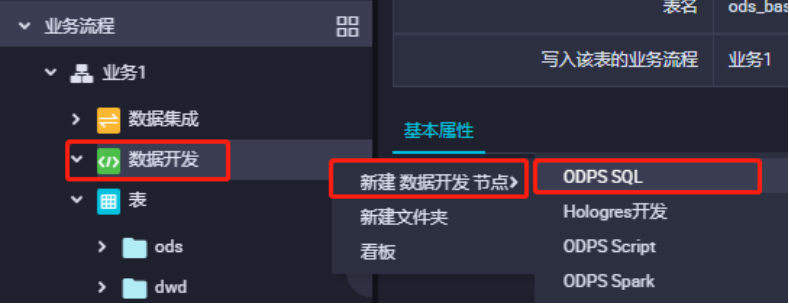 业务流程
业务1
数据集成
数据开发
表
ods
dwd
表名
ods_bas
写入该表的业务流程
业务1
基本属性
新建 数据开发 节点
新建文件夹
看板
ODPS SQL
Hologres开发
ODPS Script
ODPS Spark